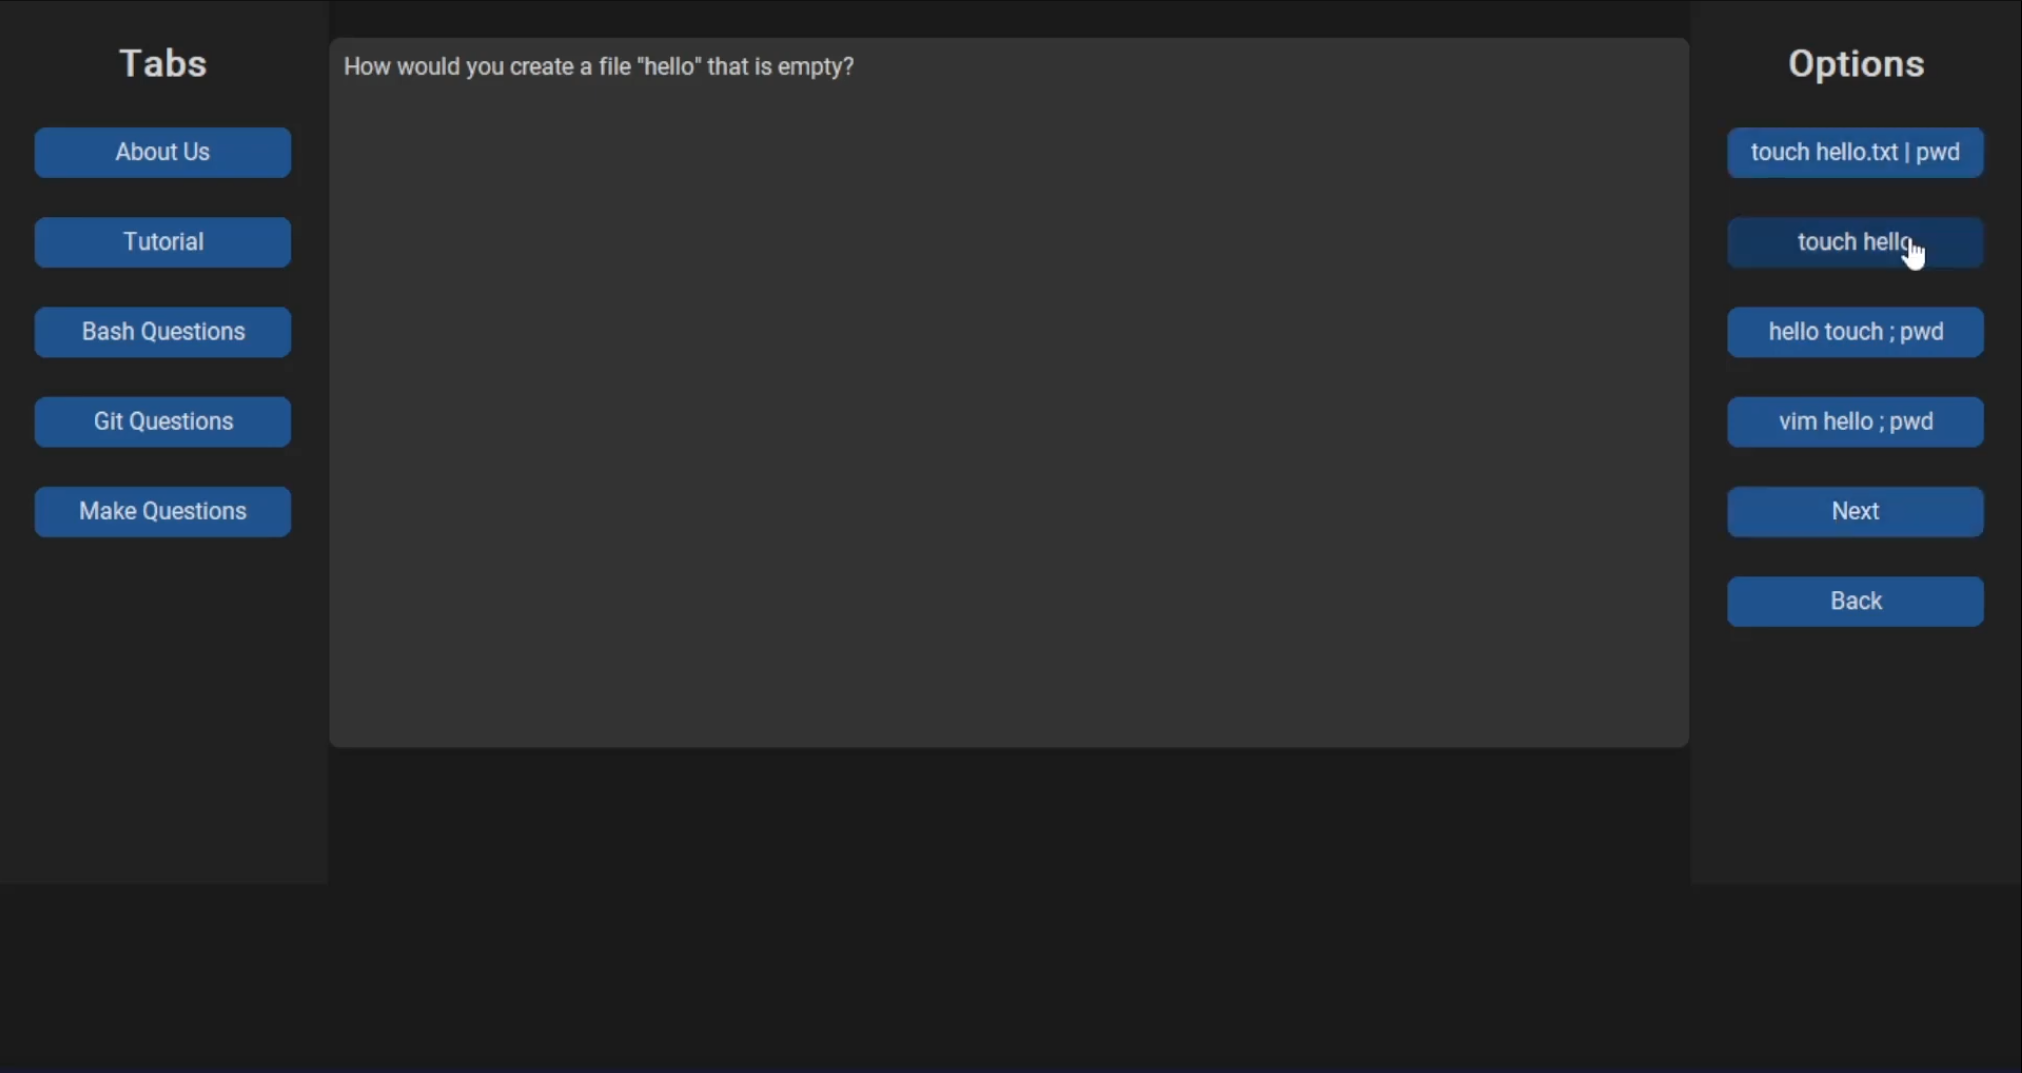 Tabs
About Us
Tutorial
Bash Questions
Git Questions
Make Questions
How would you create a file "hello" that is empty?
Options
touch hello.txt | pwd
touch hello
hello touch ; pwd
vim hello ; pwd
Next
Back